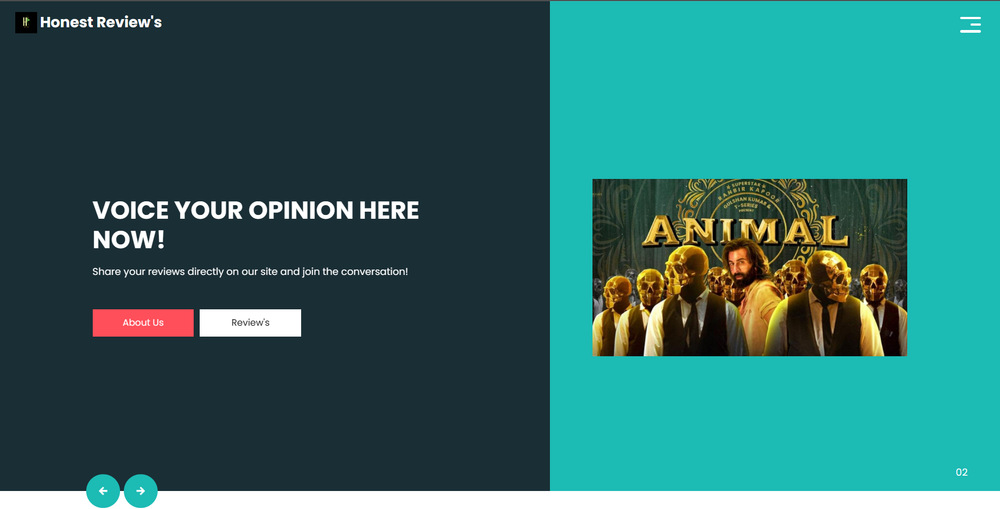 Honest Review's
VOICE YOUR OPINION HERE
NOW!
Share your reviews directly on our site and join the conversation!
About Us
Review's
SUPERSTAR
RANBIR KAPOOR
GULSHAN KUMAR &
T-SERIES
PRESENT
ANIMAL
02